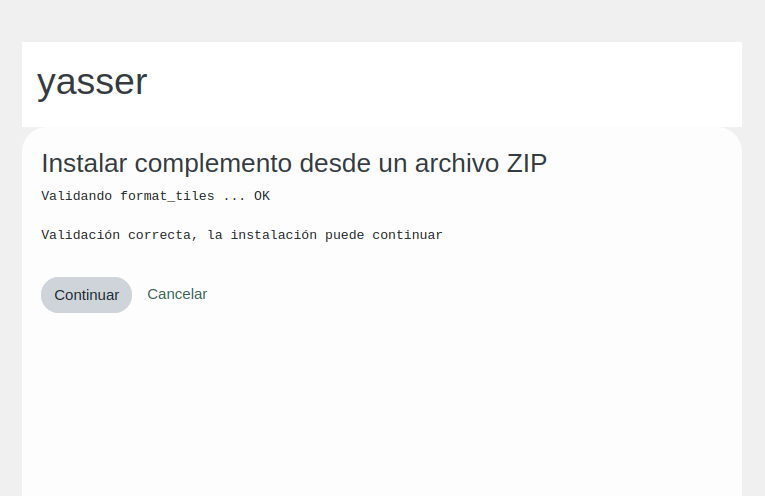 yasser
Instalar complemento desde un archivo ZIP
Validando format_tiles ... OK
Validación correcta, la instalación puede continuar
Continuar Cancelar